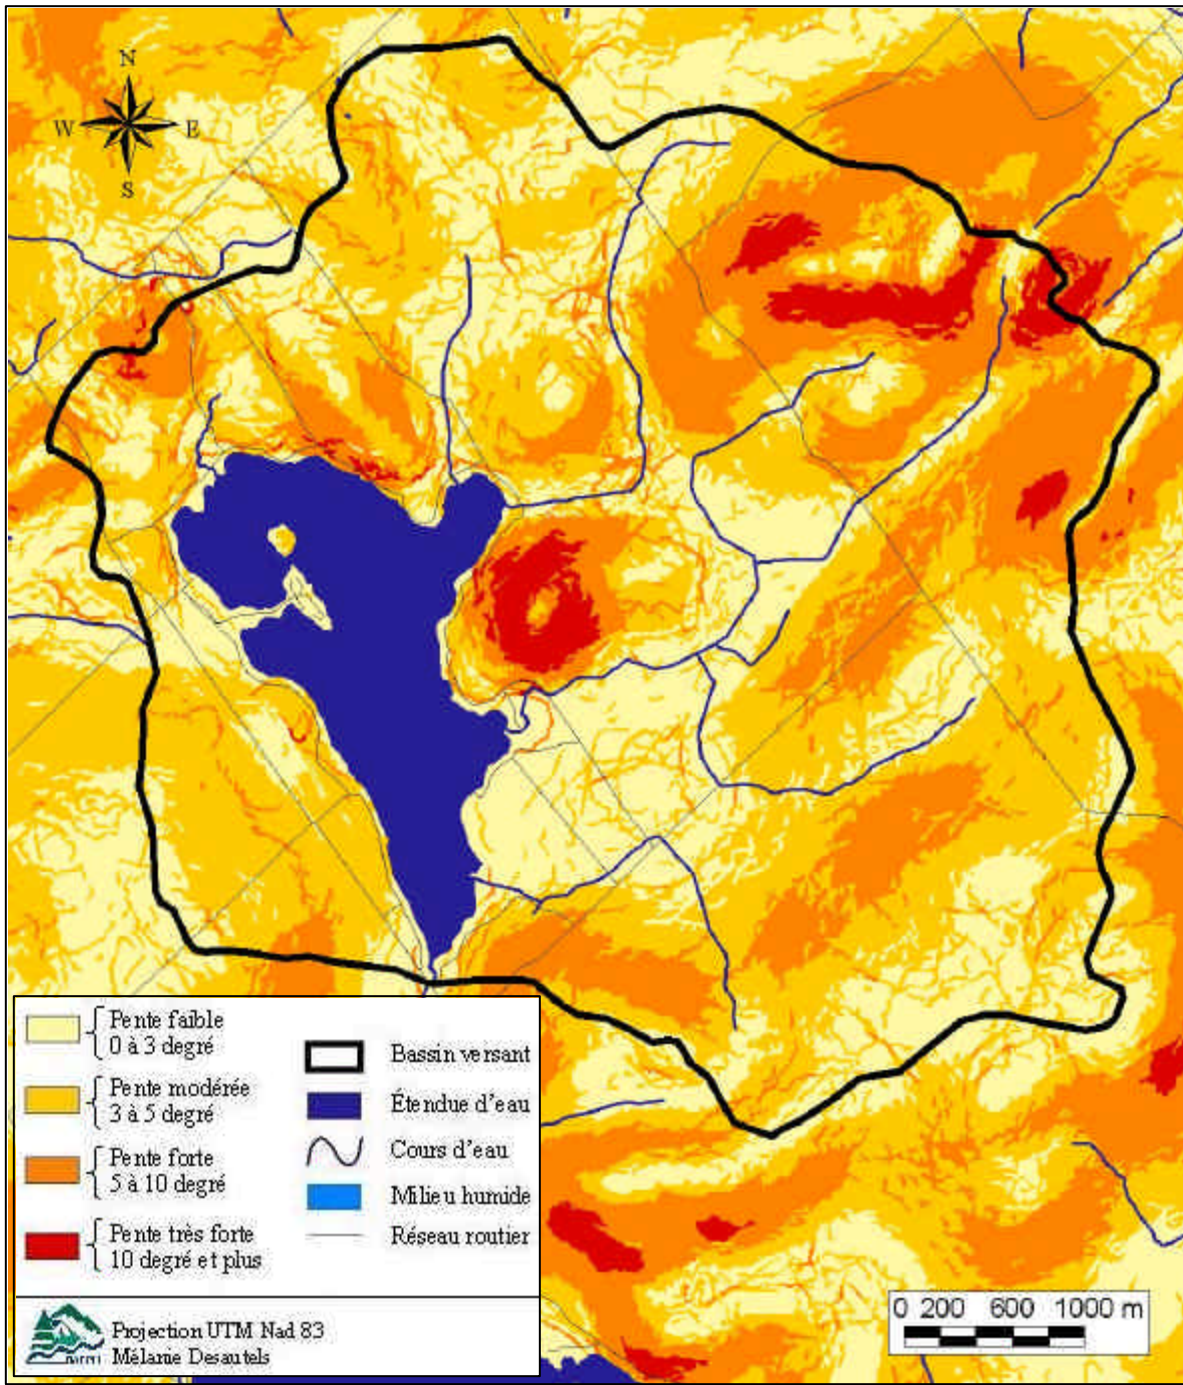 N
W E
S
Pente faible
0 à 3 degré
Pente modérée
3 à 5 degré
Pente forte
5 à 10 degré
Pente très forte
10 degré et plus
Bassin versant
Étendue d'eau
Cours d'eau
Milieu humide
Réseau routier
Projection UTM Nad 83
Mélanie Desautels
0 200 600 1000 m